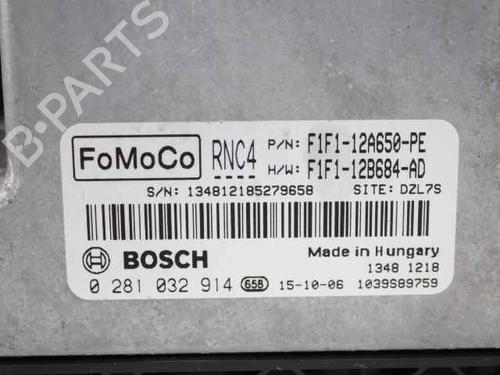 FoMoCo RNC4 P/N: F1F1-12A650-PE
H/W: F1F1-12B684-AD
S/N: 134812185279658 SITE: DZL7S
BOSCH Made in Hungary
1348 1218
0 281 032 914 658 15-10-06 1039S89759
B-PARTS